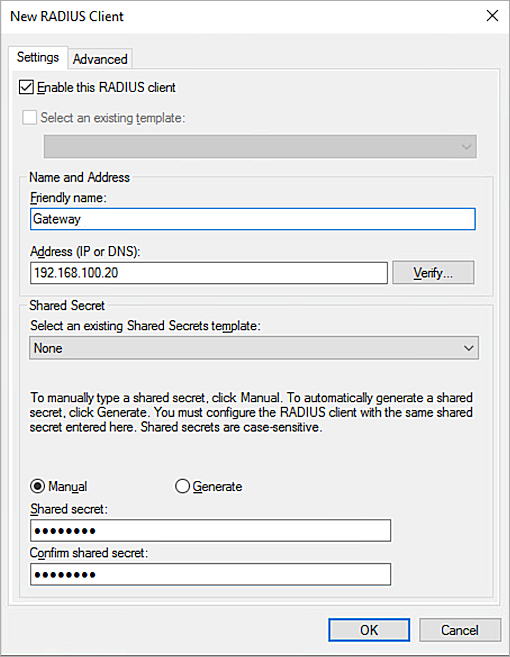 New RADIUS Client
Settings
Advanced
Enable this RADIUS client
Select an existing template:
Name and Address
Friendly name:
Gateway
Address (IP or DNS):
192.168.100.20
Verify...
Shared Secret
Select an existing Shared Secrets template:
None
To manually type a shared secret, click Manual. To automatically generate a shared
secret, click Generate. You must configure the RADIUS client with the same shared
secret entered here. Shared secrets are case-sensitive.
Manual
Generate
Shared secret:
●●●●●●●●
Confirm shared secret:
●●●●●●●●
OK
Cancel